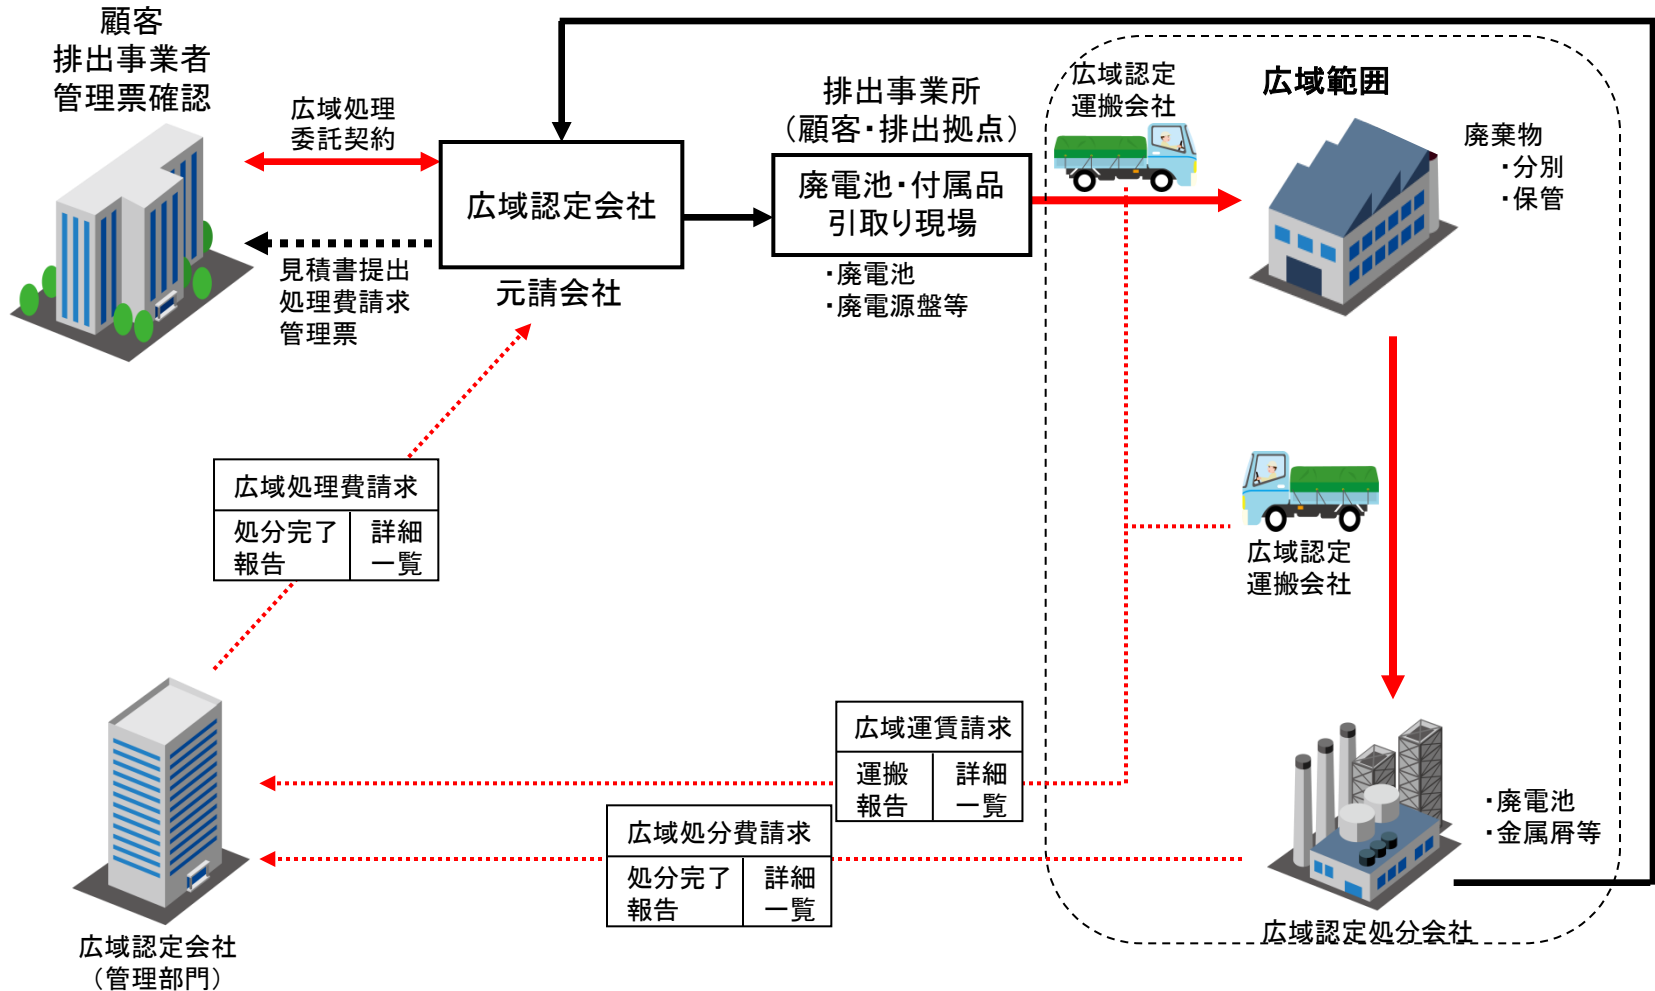 顧客
排出事業者
管理票確認
広域処理
委託契約
見積書提出
処理費請求
管理票
広域認定会社
元請会社
排出事業所
（顧客・排出拠点）
廃電池・付属品
引取り現場
・廃電池
・廃電源盤等
広域認定
運搬会社
広域範囲
廃棄物
・分別
・保管
広域認定
運搬会社
広域処理費請求
処分完了
報告
詳細
一覧
広域運賃請求
運搬
報告
詳細
一覧
広域処分費請求
処分完了
報告
詳細
一覧
・廃電池
・金属屑等
広域認定処分会社
広域認定会社
（管理部門）